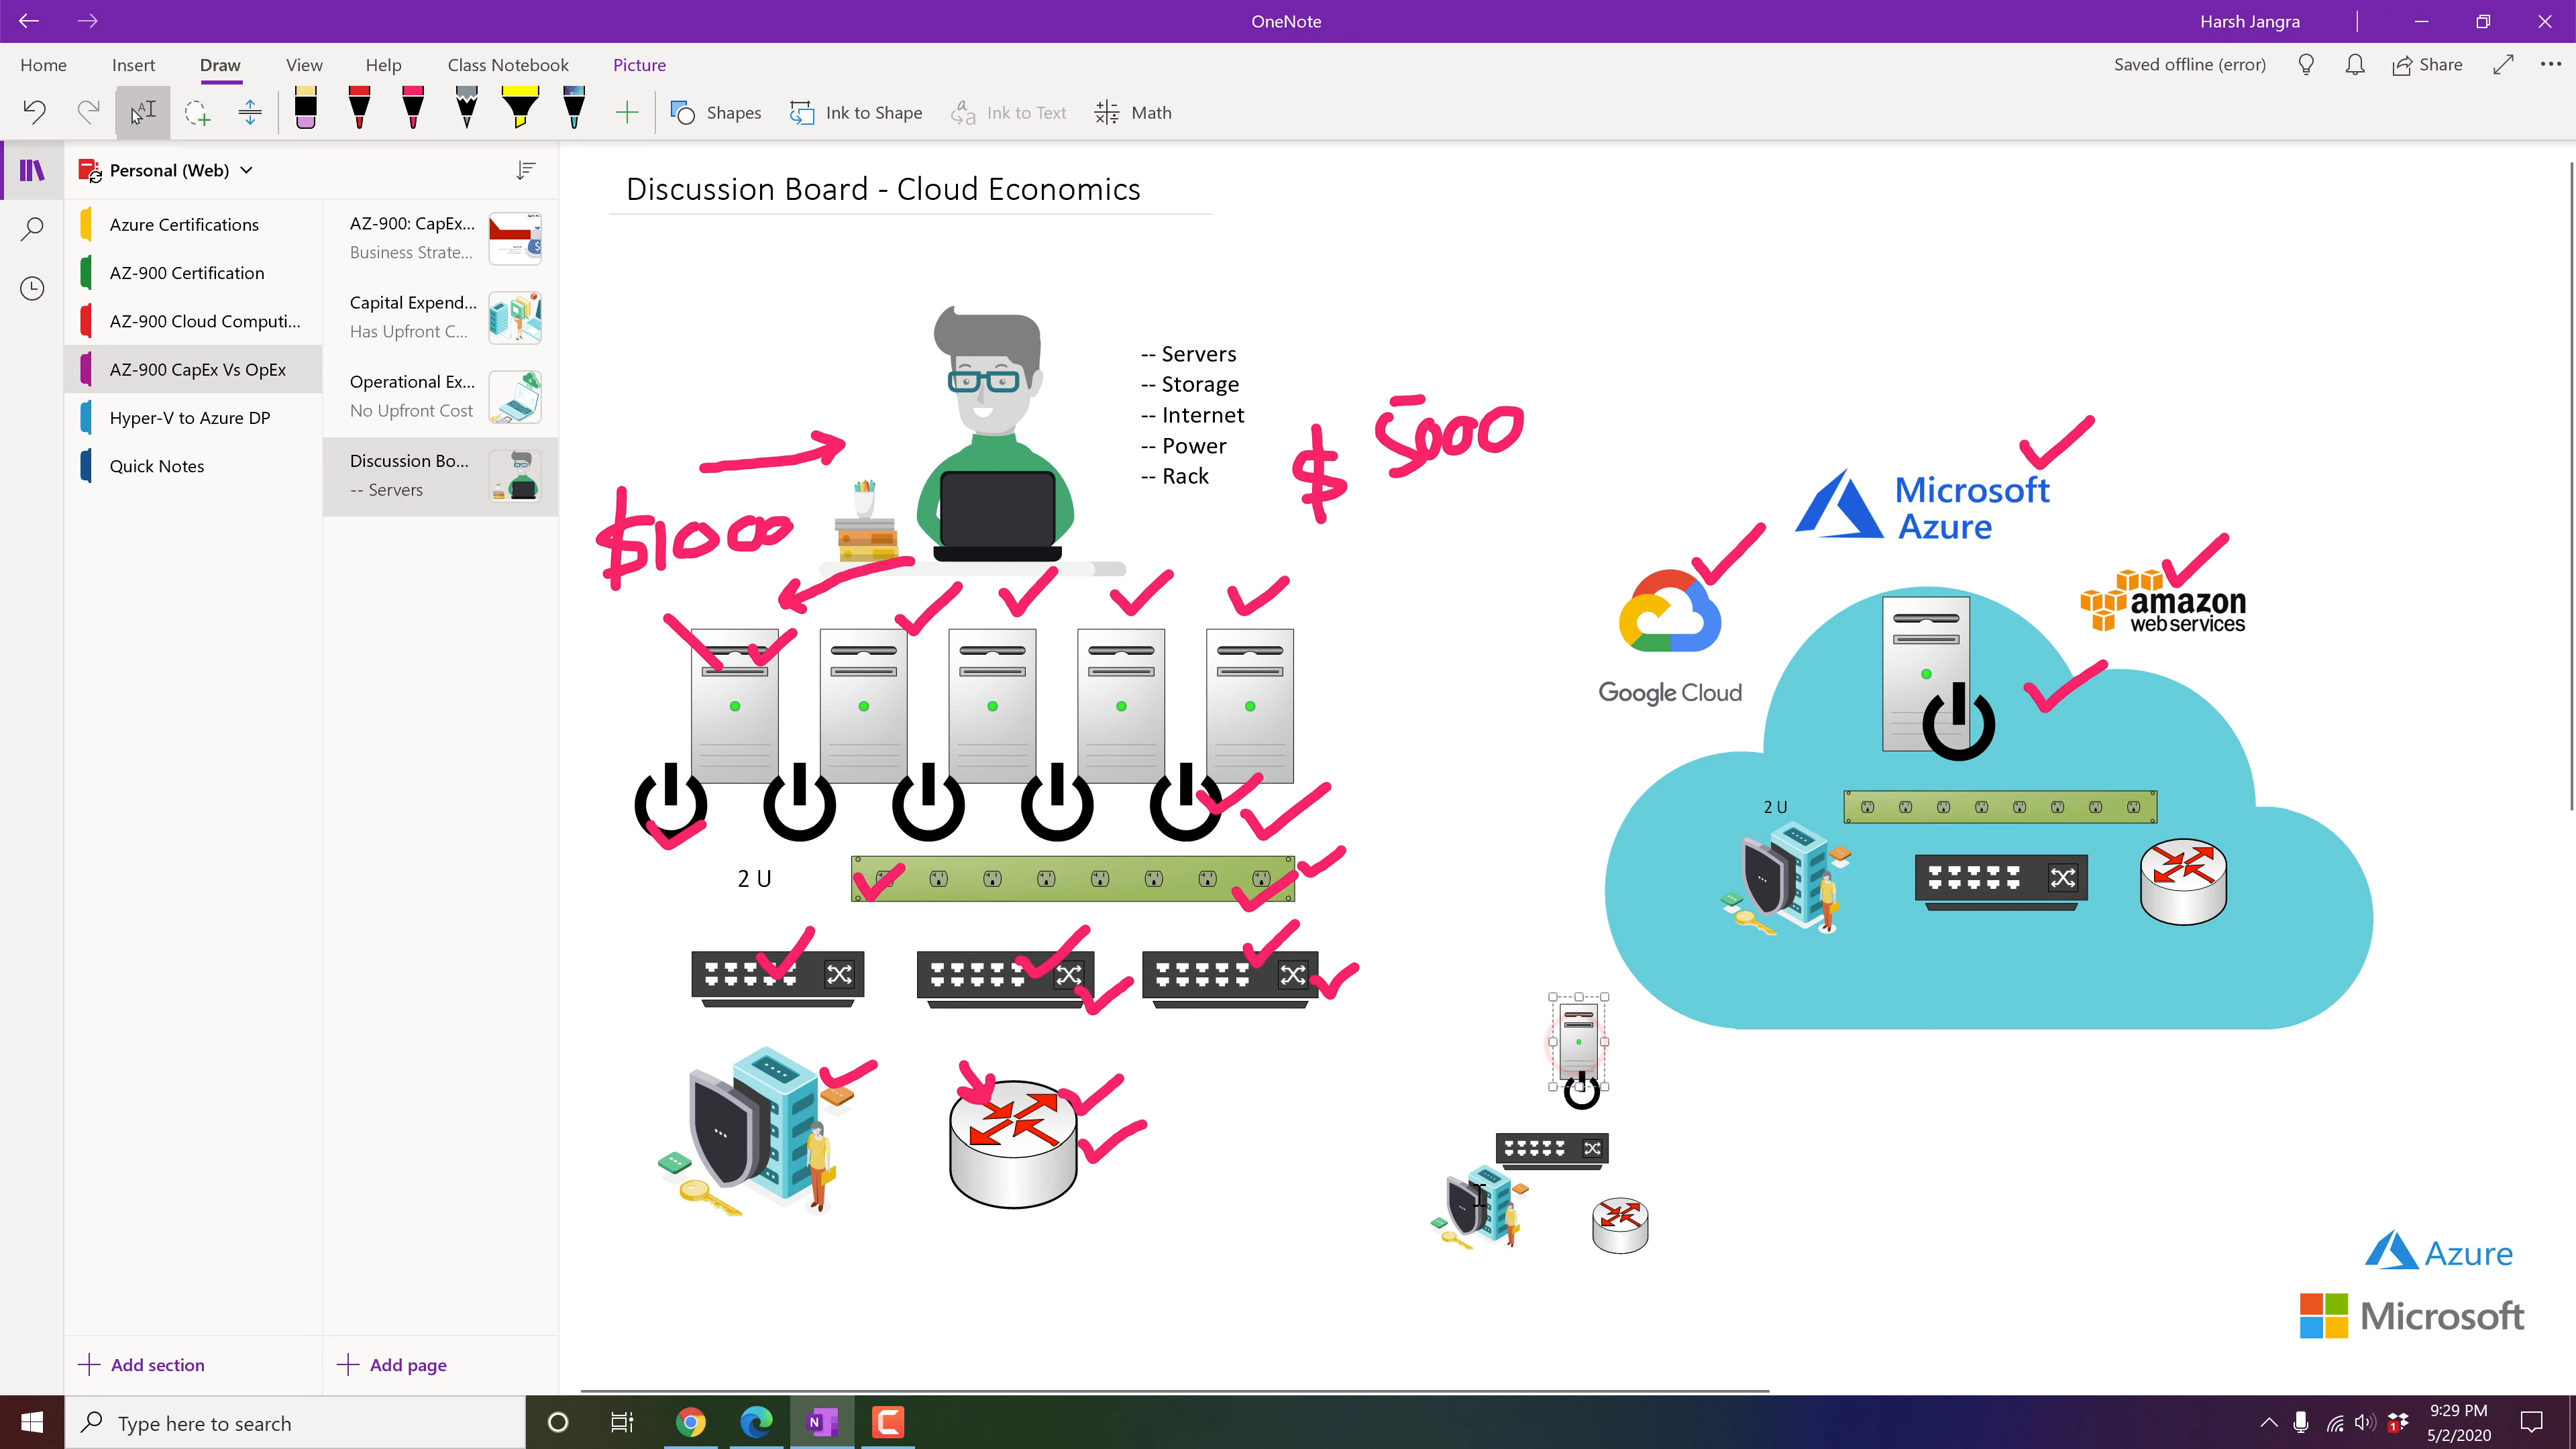 OneNote
Harsh Jangra
Home Insert Draw View Help Class Notebook Picture
Saved offline (error)
Share
Shapes Ink to Shape Ink to Text Math
Personal (Web)
Azure Certifications
AZ-900 Certification
AZ-900 Cloud Computi...
AZ-900 CapEx Vs OpEx
Hyper-V to Azure DP
Quick Notes
AZ-900: CapEx...
Business Strate...
Capital Expend...
Has Upfront C...
Operational Ex...
No Upfront Cost
Discussion Bo...
-- Servers
Add section
Add page
Discussion Board - Cloud Economics
-- Servers
-- Storage
-- Internet
-- Power
-- Rack
$ 5000
$1000
2 U
Microsoft
Azure
Google Cloud
amazon
web services
2 U
Azure
Microsoft
Type here to search
9:29 PM
5/2/2020